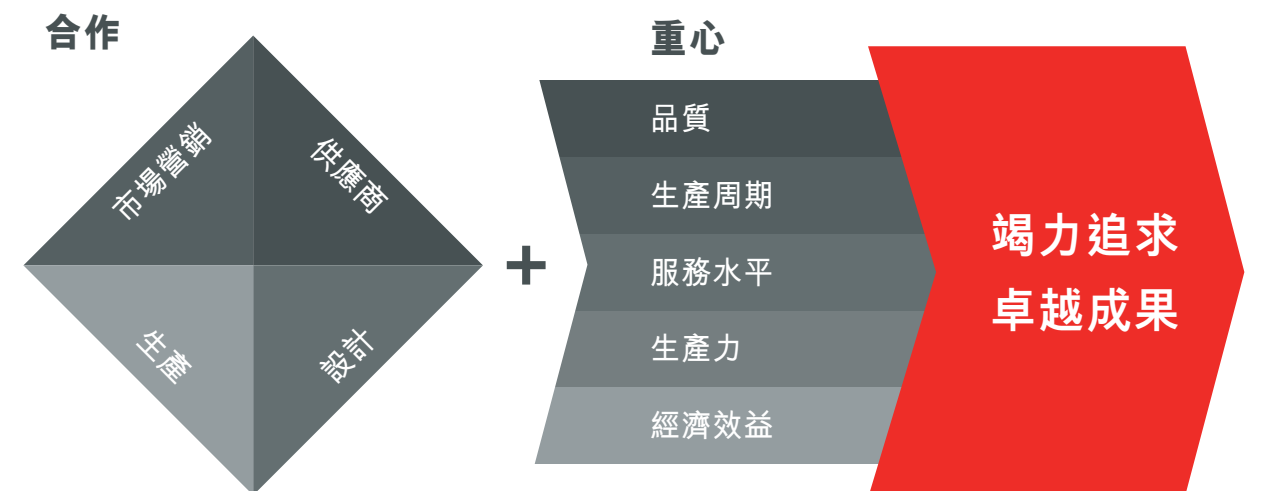 合作
市場營銷
供應商
生產
設計
+
重心
品質
生產周期
服務水平
生產力
經濟效益
竭力追求
卓越成果